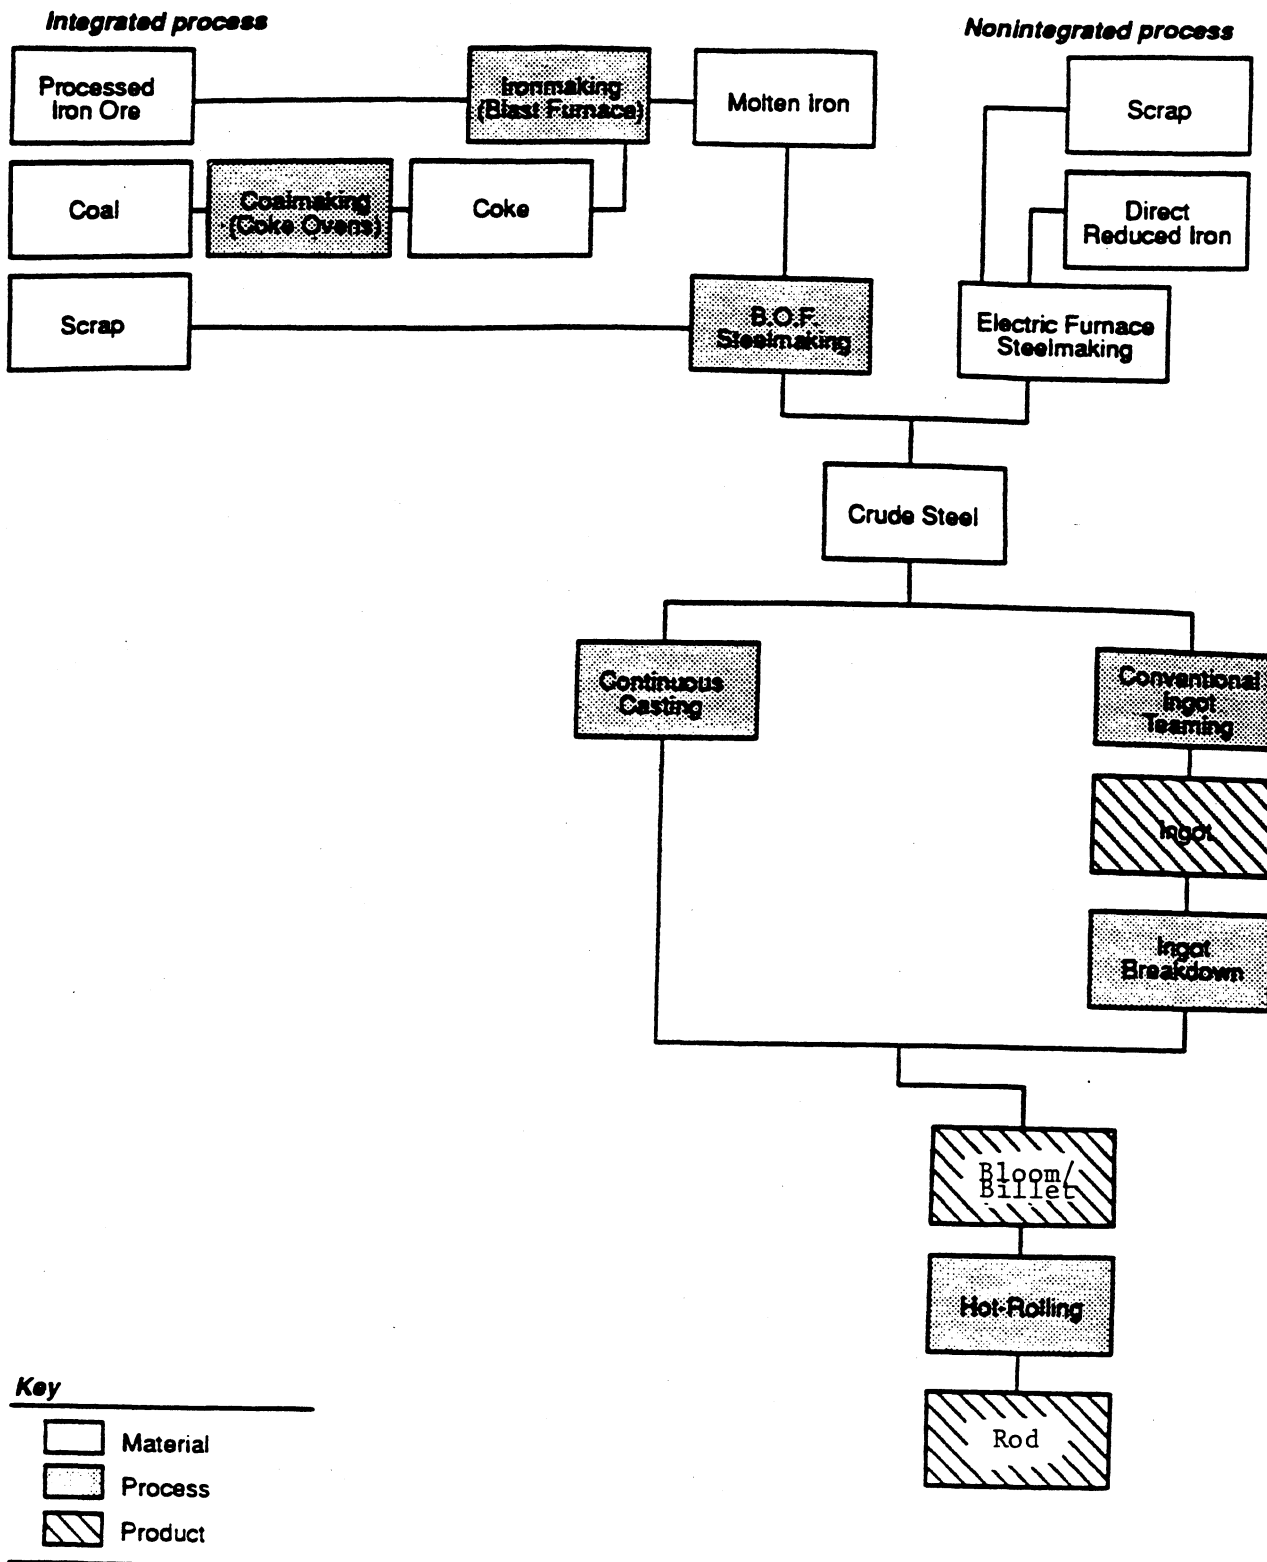 Integrated process
Nonintegrated process
Processed
Iron Ore
Ironmaking
(Blast Furnace)
Molten Iron
Scrap
Coal
Coalmaking
(Coke Ovens)
Coke
Direct
Reduced Iron
Scrap
B.O.F.
Steelmaking
Electric Furnace
Steelmaking
Crude Steel
Continuous
Casting
Conventional
Ingot
Teaming
Ingot
Ingot
Breakdown
Bloom/
Billet
Hot-Rolling
Rod
Key
Material
Process
Product